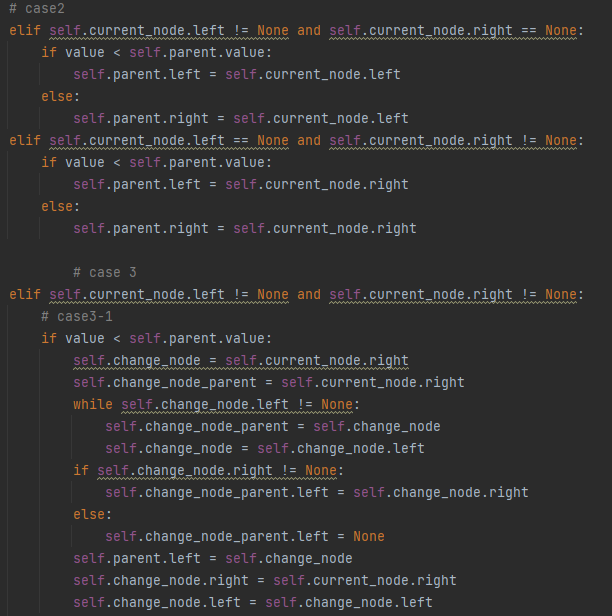 # case2
elif self.current_node.left != None and self.current_node.right == None:
if value < self.parent.value:
self.parent.left = self.current_node.left
else:
self.parent.right = self.current_node.left
elif self.current_node.left == None and self.current_node.right != None:
if value < self.parent.value:
self.parent.left = self.current_node.right
else:
self.parent.right = self.current_node.right
# case 3
elif self.current_node.left != None and self.current_node.right != None:
# case3-1
if value < self.parent.value:
self.change_node = self.current_node.right
self.change_node_parent = self.current_node.right
while self.change_node.left != None:
self.change_node_parent = self.change_node
self.change_node = self.change_node.left
if self.change_node.right != None:
self.change_node_parent.left = self.change_node.right
else:
self.change_node_parent.left = None
self.parent.left = self.change_node
self.change_node.right = self.current_node.right
self.change_node.left = self.change_node.left